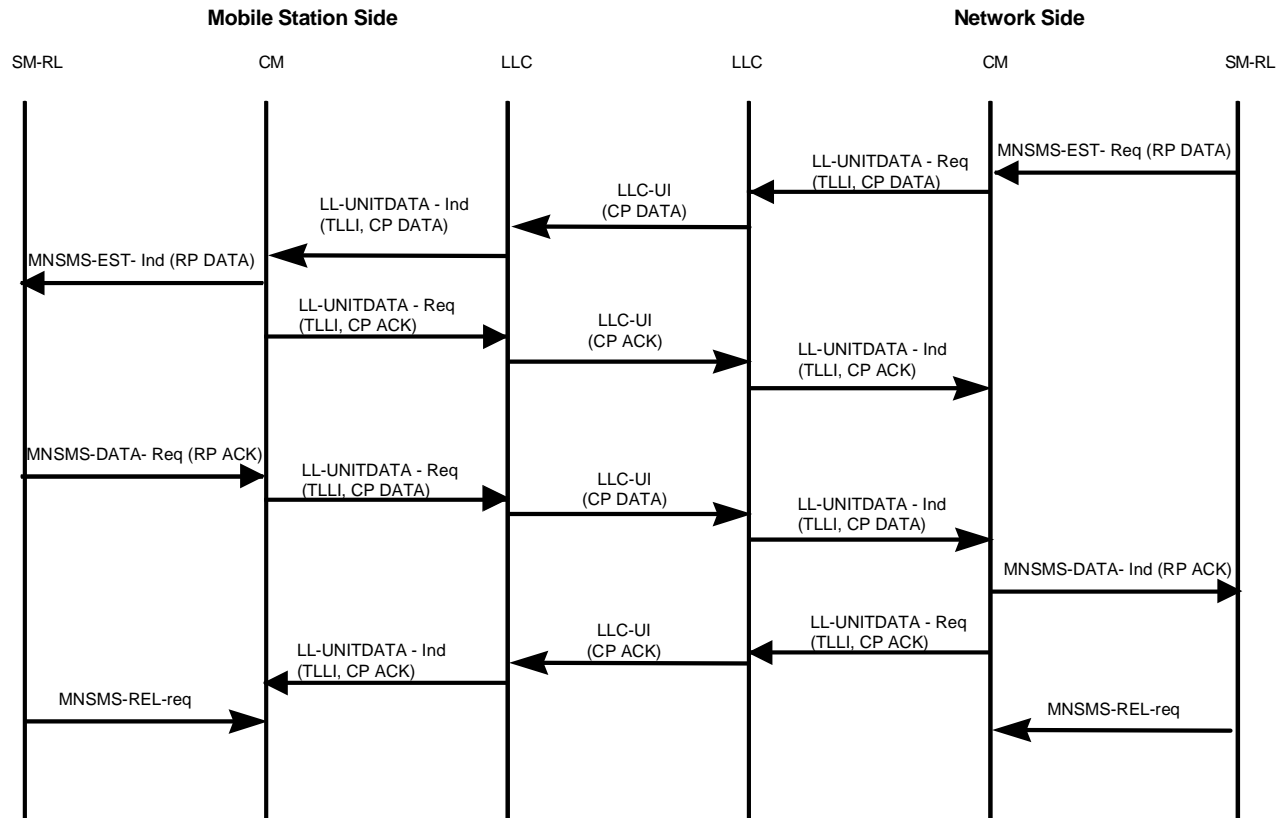 Mobile Station Side
Network Side
SM-RL
CM
LLC
LLC
CM
SM-RL
MNSMS-EST- Req (RP DATA)
LL-UNITDATA - Req
(TLLI, CP DATA)
LLC-UI
(CP DATA)
LL-UNITDATA - Ind
(TLLI, CP DATA)
MNSMS-EST- Ind (RP DATA)
LL-UNITDATA - Req
(TLLI, CP ACK)
LLC-UI
(CP ACK)
LL-UNITDATA - Ind
(TLLI, CP ACK)
MNSMS-DATA- Req (RP ACK)
LL-UNITDATA - Req
(TLLI, CP DATA)
LLC-UI
(CP DATA)
LL-UNITDATA - Ind
(TLLI, CP DATA)
MNSMS-DATA- Ind (RP ACK)
LL-UNITDATA - Req
(TLLI, CP ACK)
LLC-UI
(CP ACK)
LL-UNITDATA - Ind
(TLLI, CP ACK)
MNSMS-REL-req
MNSMS-REL-req